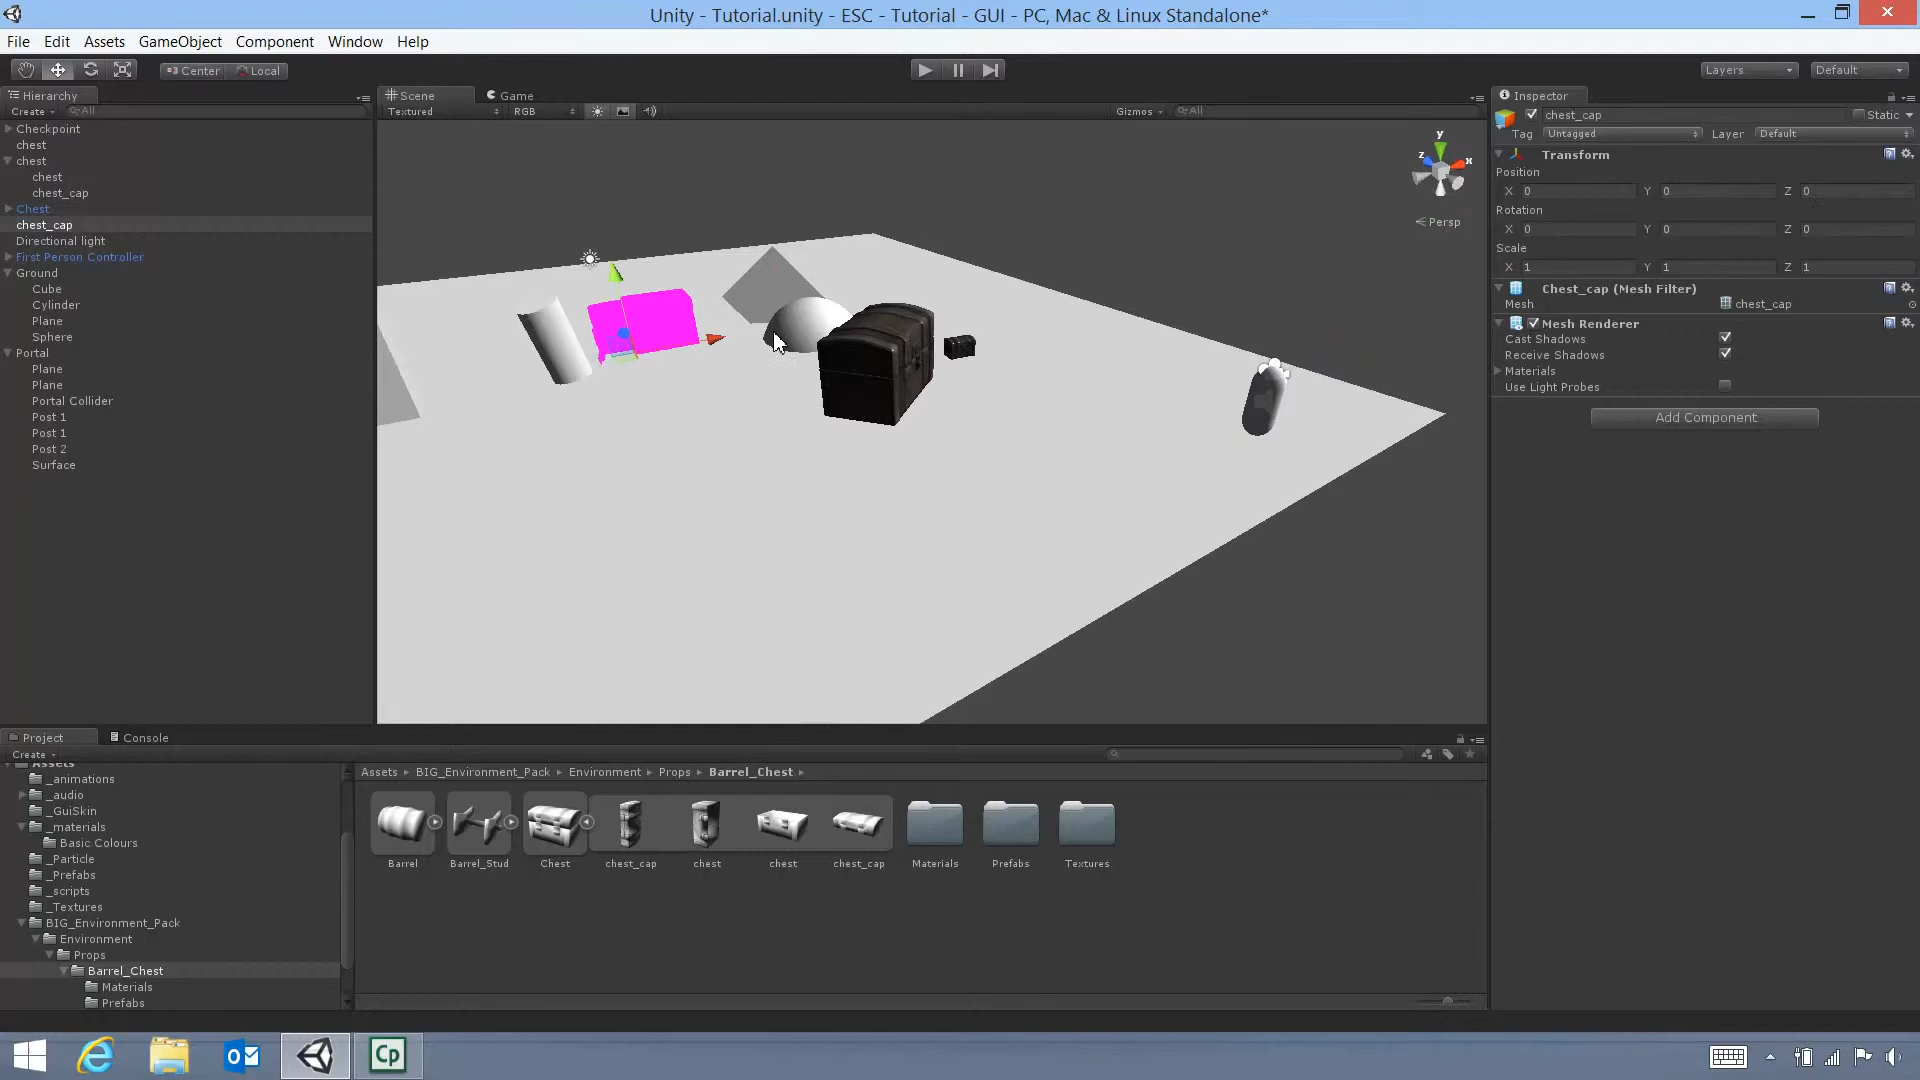 Unity - Tutorial.unity - ESC - Tutorial - GUI - PC, Mac & Linux Standalone*
File Edit Assets GameObject Component Window Help
Center Local Layers Default
Hierarchy
Create All
Checkpoint
chest
chest
chest
chest_cap
Chest
chest_cap
Directional light
First Person Controller
Ground
Cube
Cylinder
Plane
Sphere
Portal
Plane
Plane
Portal Collider
Post 1
Post 1
Post 2
Surface
Scene Game
Textured RGB Gizmos All
y
z x
Persp
Inspector
chest_cap Static
Tag Untagged Layer Default
Transform
Position
X 0 Y 0 Z 0
Rotation
X 0 Y 0 Z 0
Scale
X 1 Y 1 Z 1
Chest_cap (Mesh Filter)
Mesh chest_cap
Mesh Renderer
Cast Shadows
Receive Shadows
Materials
Use Light Probes
Add Component
Project Console
Create
Assets
_animations
_audio
_GuiSkin
_materials
Basic Colours
_Particle
_Prefabs
_scripts
_Textures
BIG_Environment_Pack
Environment
Props
Barrel_Chest
Materials
Prefabs
Assets BIG_Environment_Pack Environment Props Barrel_Chest
Barrel Barrel_Stud Chest chest_cap chest chest chest_cap Materials Prefabs Textures
Cp